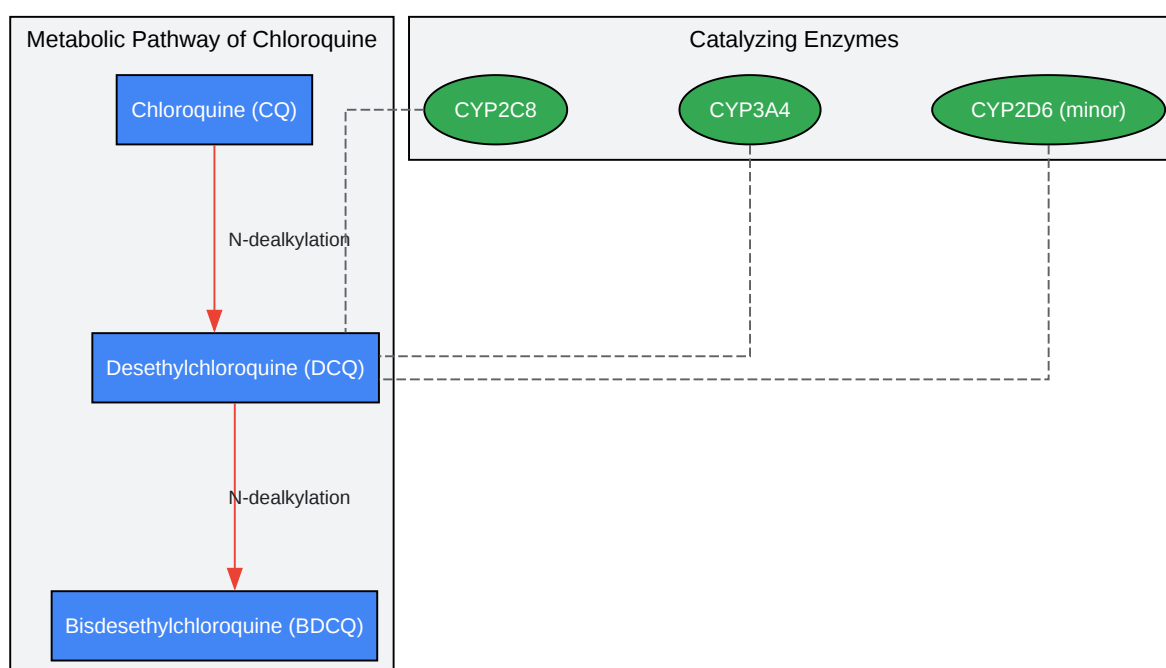 Metabolic Pathway of Chloroquine
Chloroquine (CQ)
N-dealkylation
Desethylchloroquine (DCQ)
N-dealkylation
Bisdesethylchloroquine (BDCQ)
Catalyzing Enzymes
CYP2C8
CYP3A4
CYP2D6 (minor)